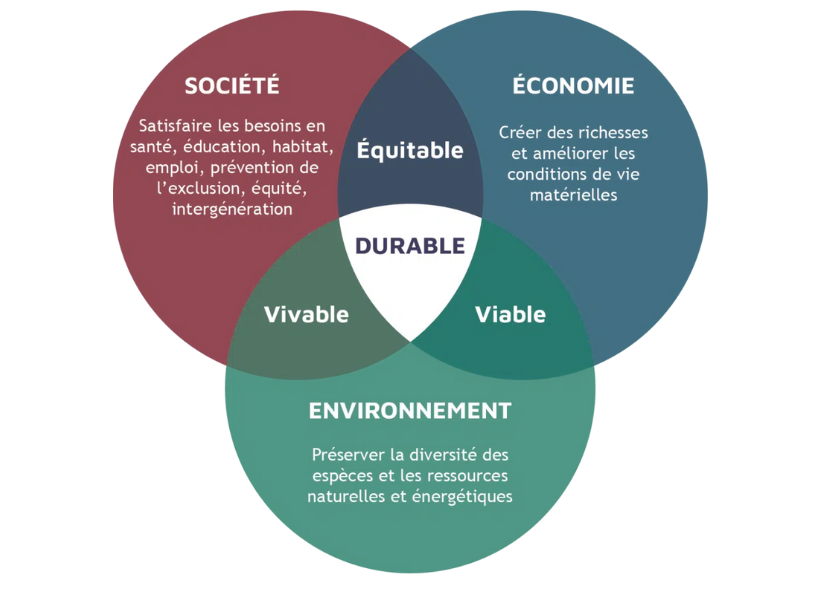 SOCIÉTÉ
Satisfaire les besoins en
santé, éducation, habitat,
emploi, prévention de
l’exclusion, équité,
intergénération
ÉCONOMIE
Créer des richesses
et améliorer les
conditions de vie
matérielles
Équitable
DURABLE
Vivable
Viable
ENVIRONNEMENT
Préserver la diversité des
espèces et les ressources
naturelles et énergétiques